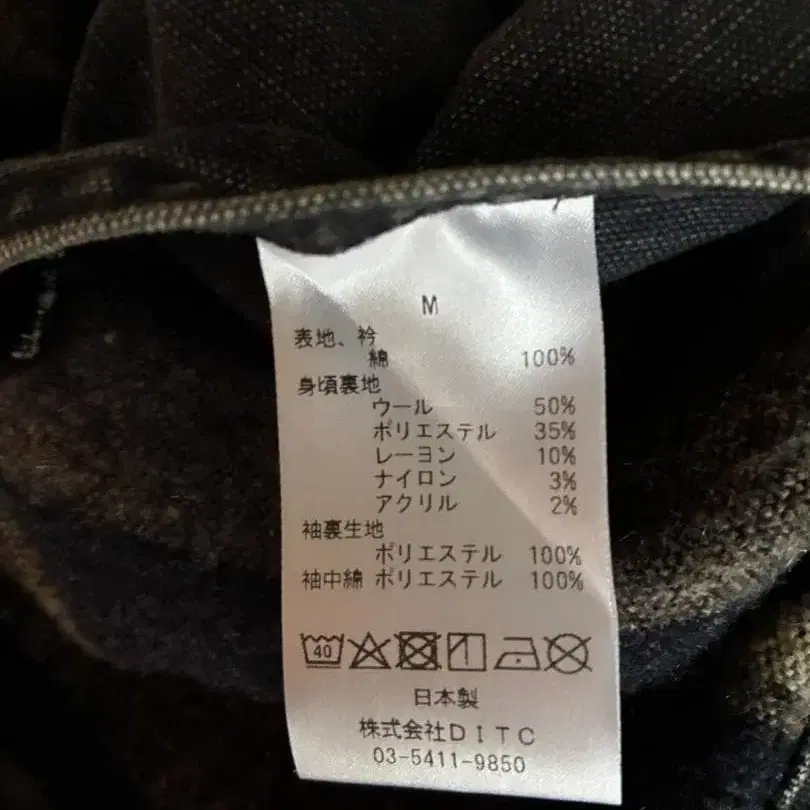 M
表地、衿
綿 100%
身頃裏地
ウール 50%
ポリエステル 35%
レーヨン 10%
ナイロン 3%
アクリル 2%
袖裏生地
ポリエステル 100%
袖中綿 ポリエステル 100%
40
日本製
株式会社DITC
03-5411-9850